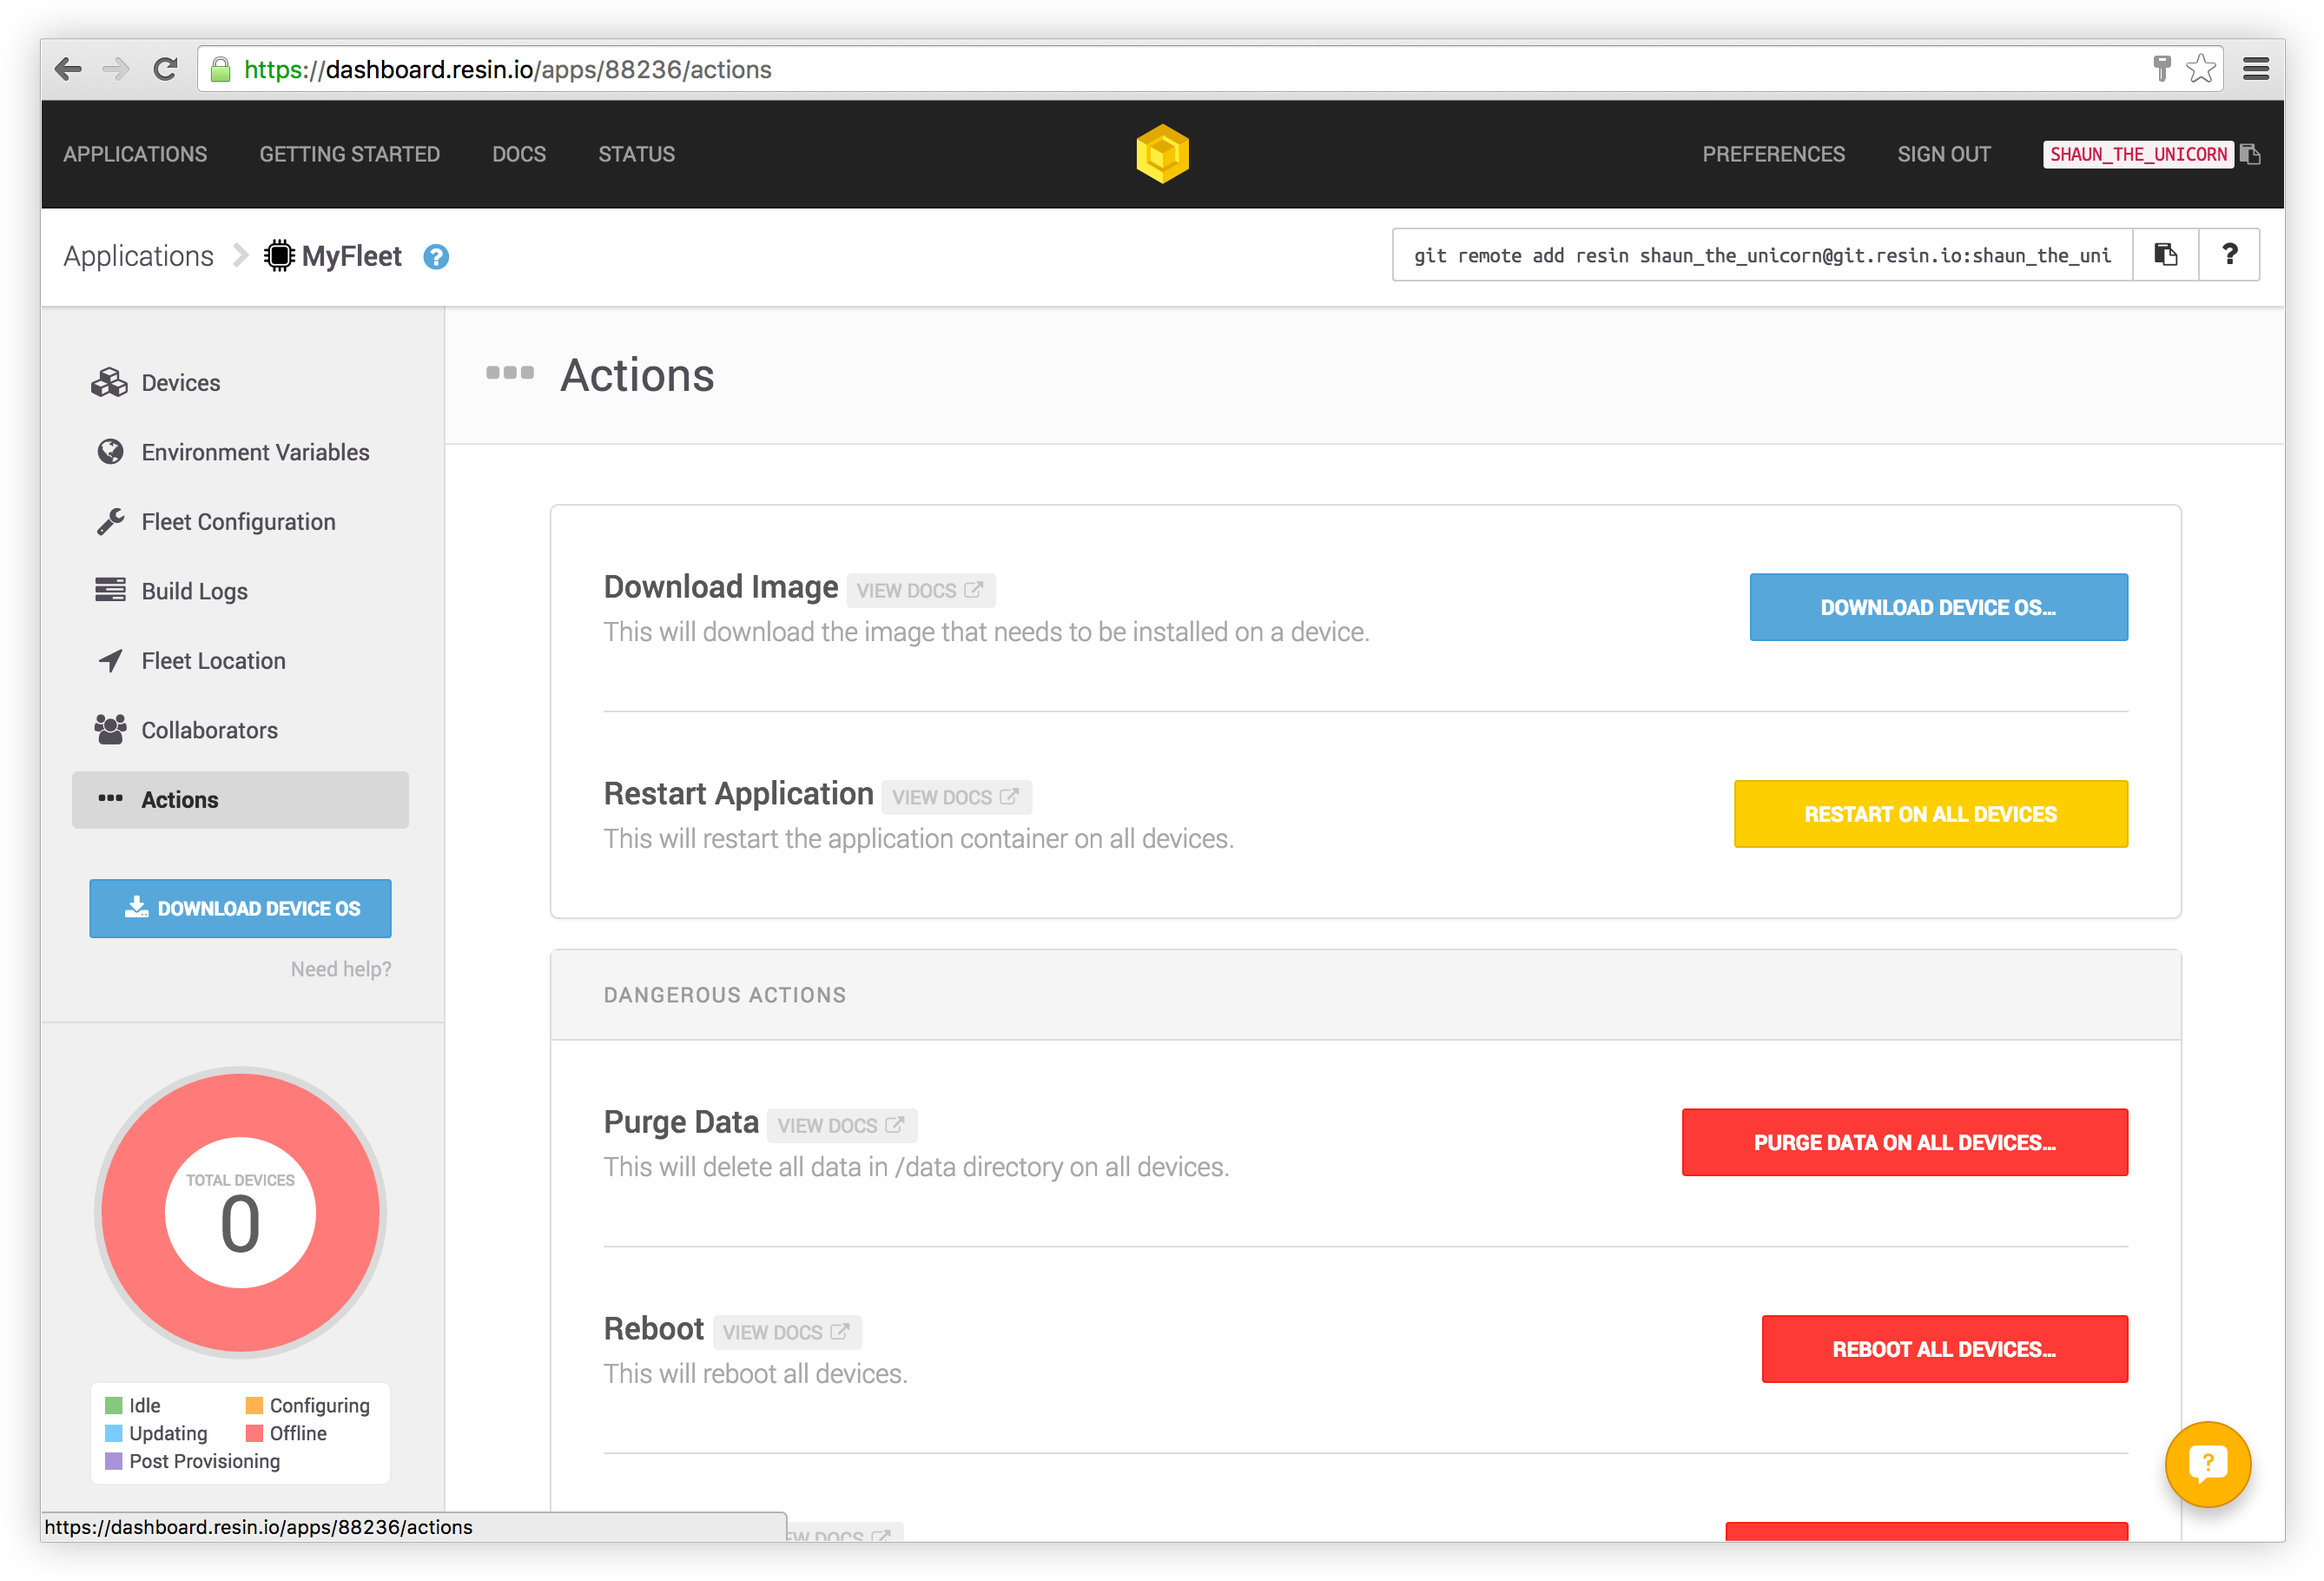 https://dashboard.resin.io/apps/88236/actions
APPLICATIONS GETTING STARTED DOCS STATUS PREFERENCES SIGN OUT SHAUN_THE_UNICORN
Applications MyFleet ?
git remote add resin shaun_the_unicorn@git.resin.io:shaun_the_uni ?
Devices
Environment Variables
Fleet Configuration
Build Logs
Fleet Location
Collaborators
Actions
DOWNLOAD DEVICE OS
Need help?
TOTAL DEVICES
0
Idle Configuring
Updating Offline
Post Provisioning
Actions
Download Image VIEW DOCS
This will download the image that needs to be installed on a device.
DOWNLOAD DEVICE OS...
Restart Application VIEW DOCS
This will restart the application container on all devices.
RESTART ON ALL DEVICES
DANGEROUS ACTIONS
Purge Data VIEW DOCS
This will delete all data in /data directory on all devices.
PURGE DATA ON ALL DEVICES...
Reboot VIEW DOCS
This will reboot all devices.
REBOOT ALL DEVICES...
DOCS
?
https://dashboard.resin.io/apps/88236/actions